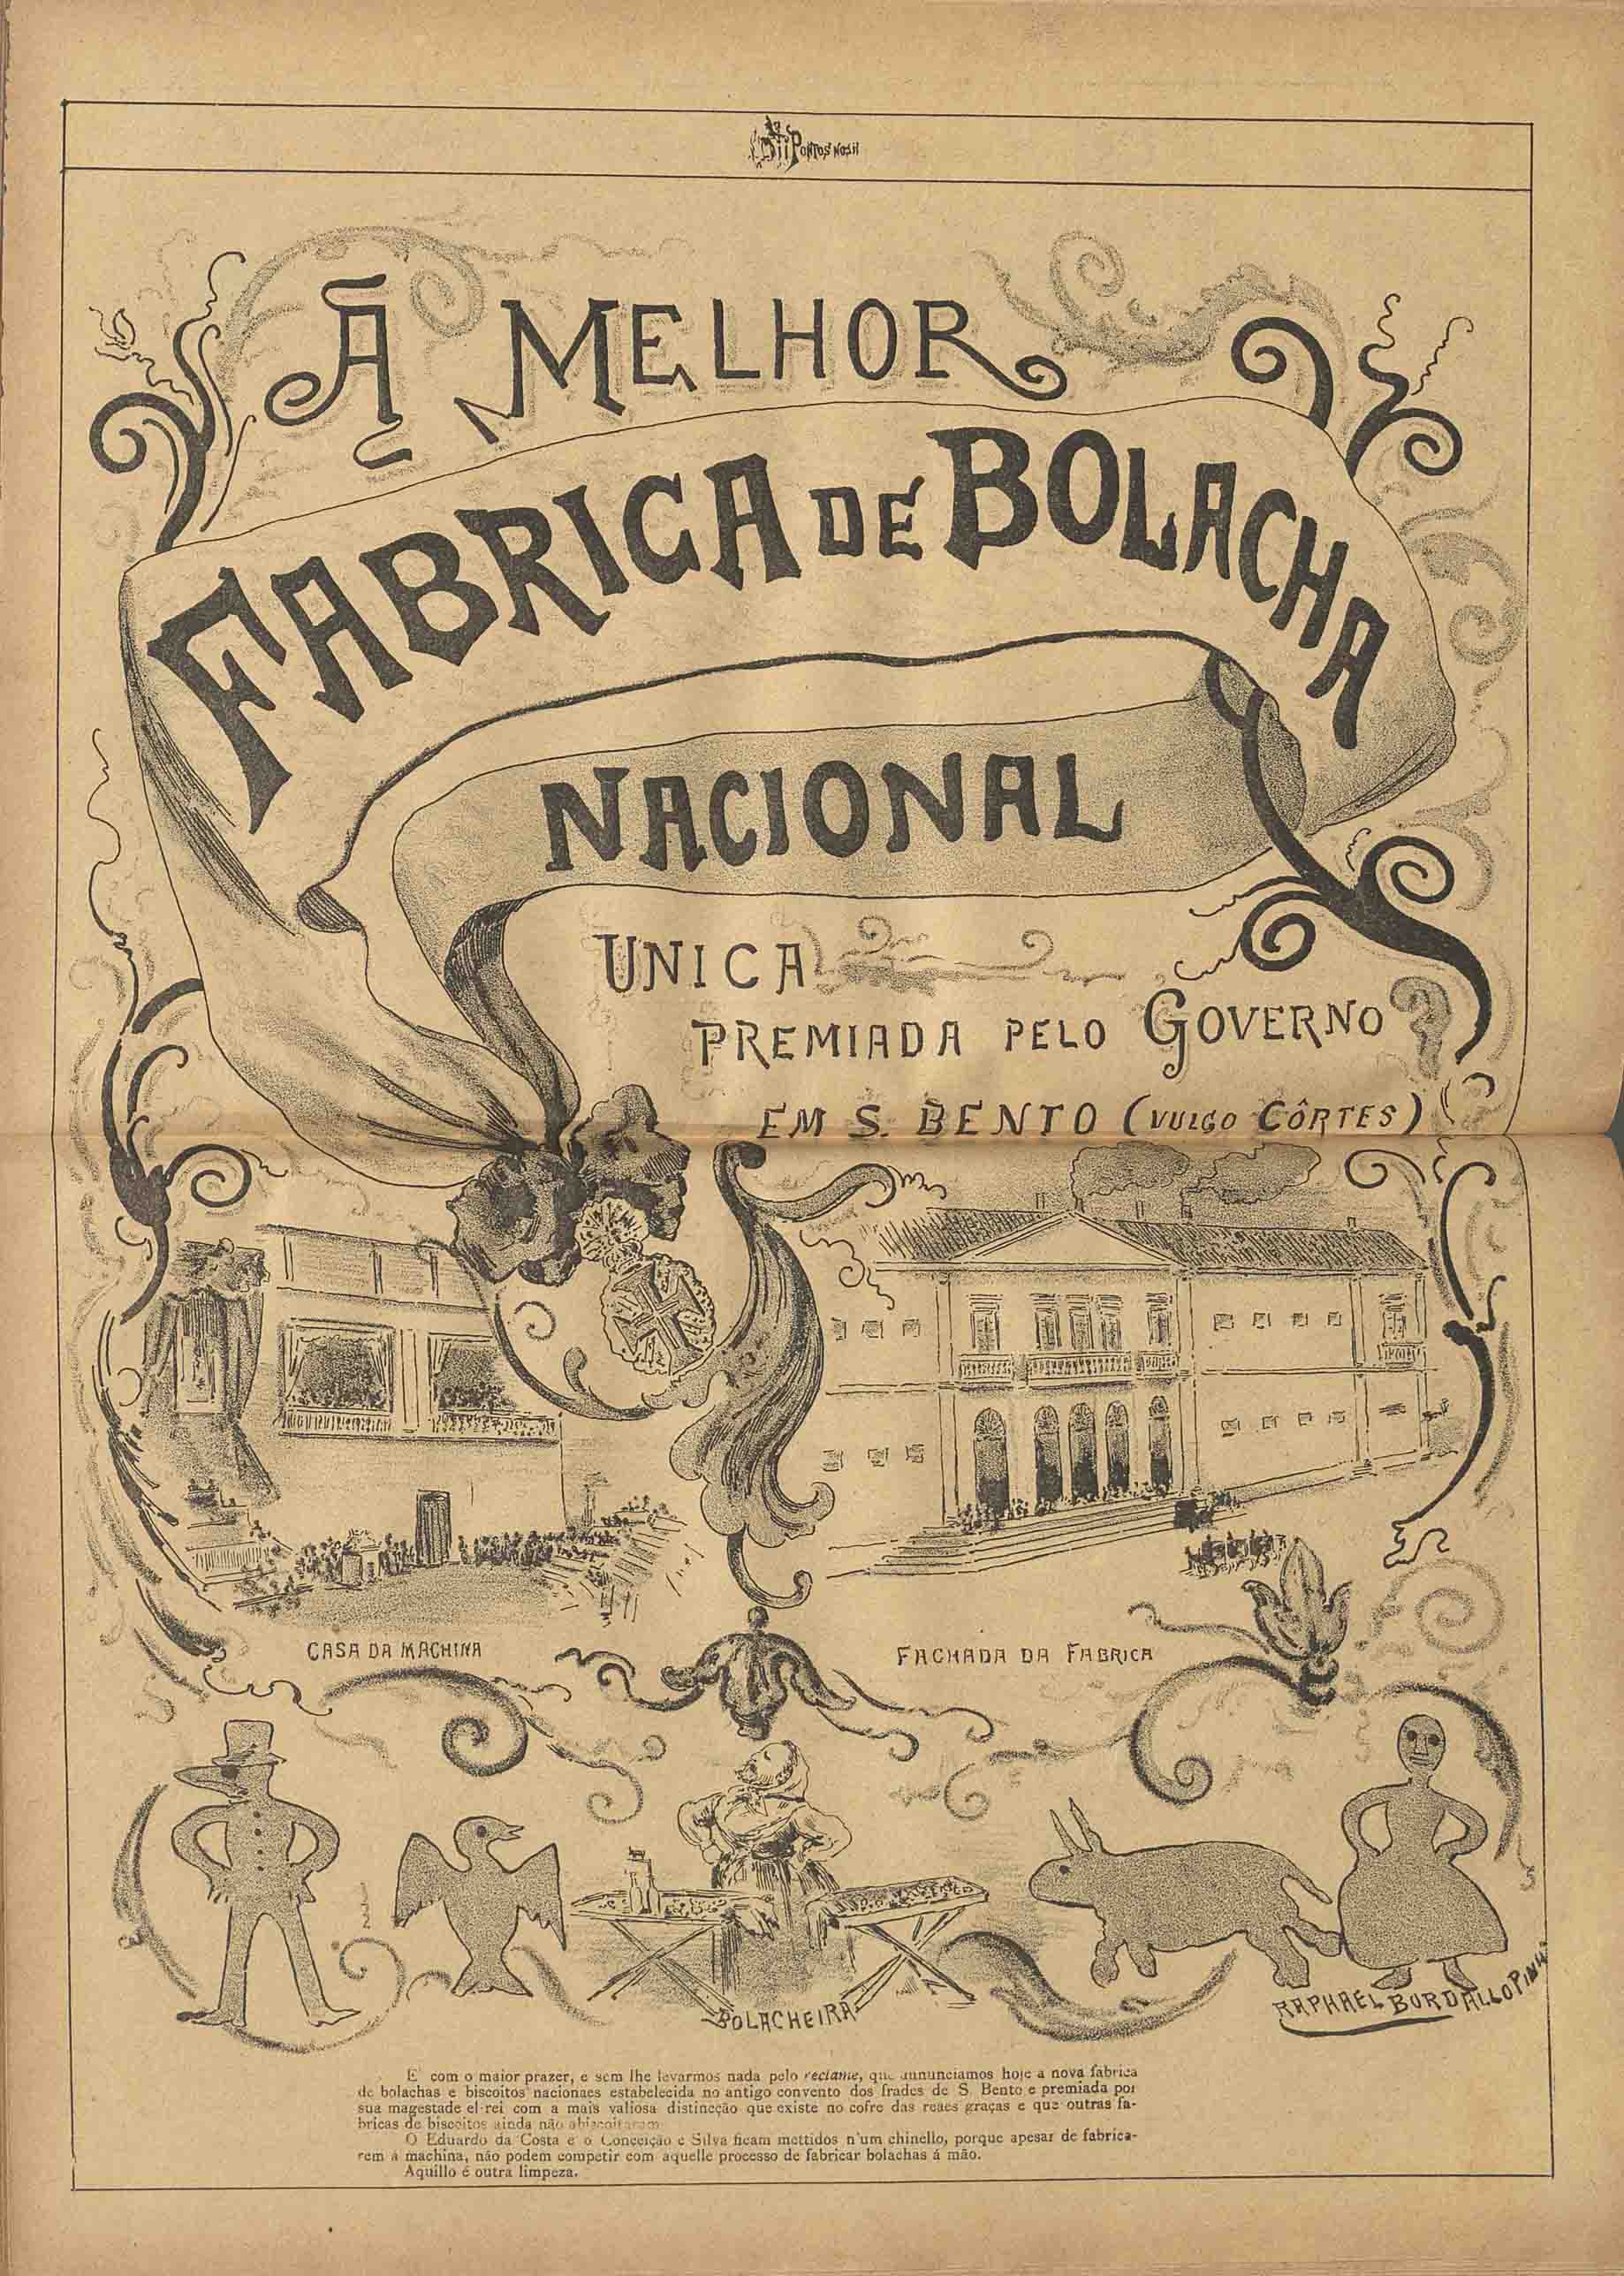 PONTOS NOS II
A MELHOR
FABRICA DE BOLACHA
NACIONAL
UNICA
PREMIADA PELO GOVERNO
EM S. BENTO (VULGO CÔRTES)
CASA DA MACHINA
FACHADA DA FABRICA
BOLACHEIRA
RAPHAEL BORDALLO
E' com o maior prazer, e sem lhe levarmos nada pelo reclame, que annunciamos hoje a nova fabrica
de bolachas e biscoitos nacionaes estabelecida no antigo convento dos frades de S. Bento e premiada por
sua magestade el-rei com a mais valiosa distincção que existe no cofre das reaes graças e que outras fa-
bricas de biscoitos ainda não abiscoitaram.
O Eduardo da Costa e o Conceição e Silva ficam mettidos n'um chinello, porque apesar de fabrica-
rem á machina, não podem competir com aquelle processo de fabricar bolachas á mão.
Aquillo é outra limpeza.